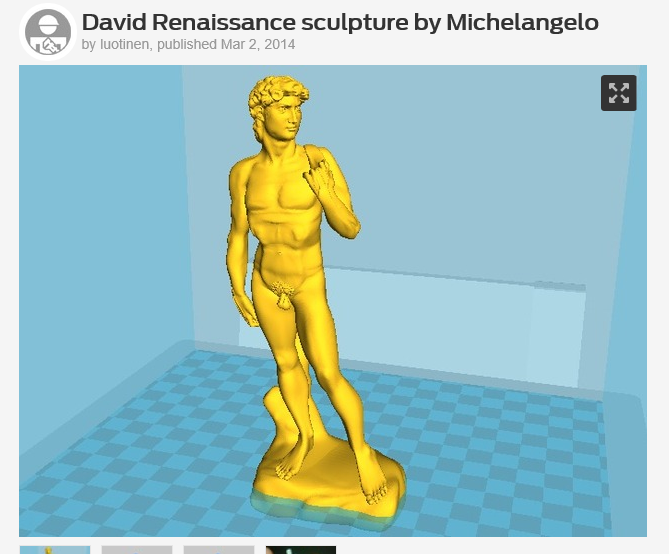 David Renaissance sculpture by Michelangelo
by luotinen, published Mar 2, 2014